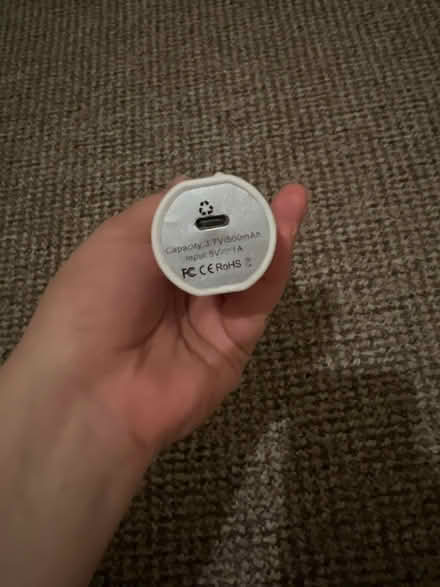 Capacity:3.7V/500mAh
Input:5V⎓1A
FC CE RoHS